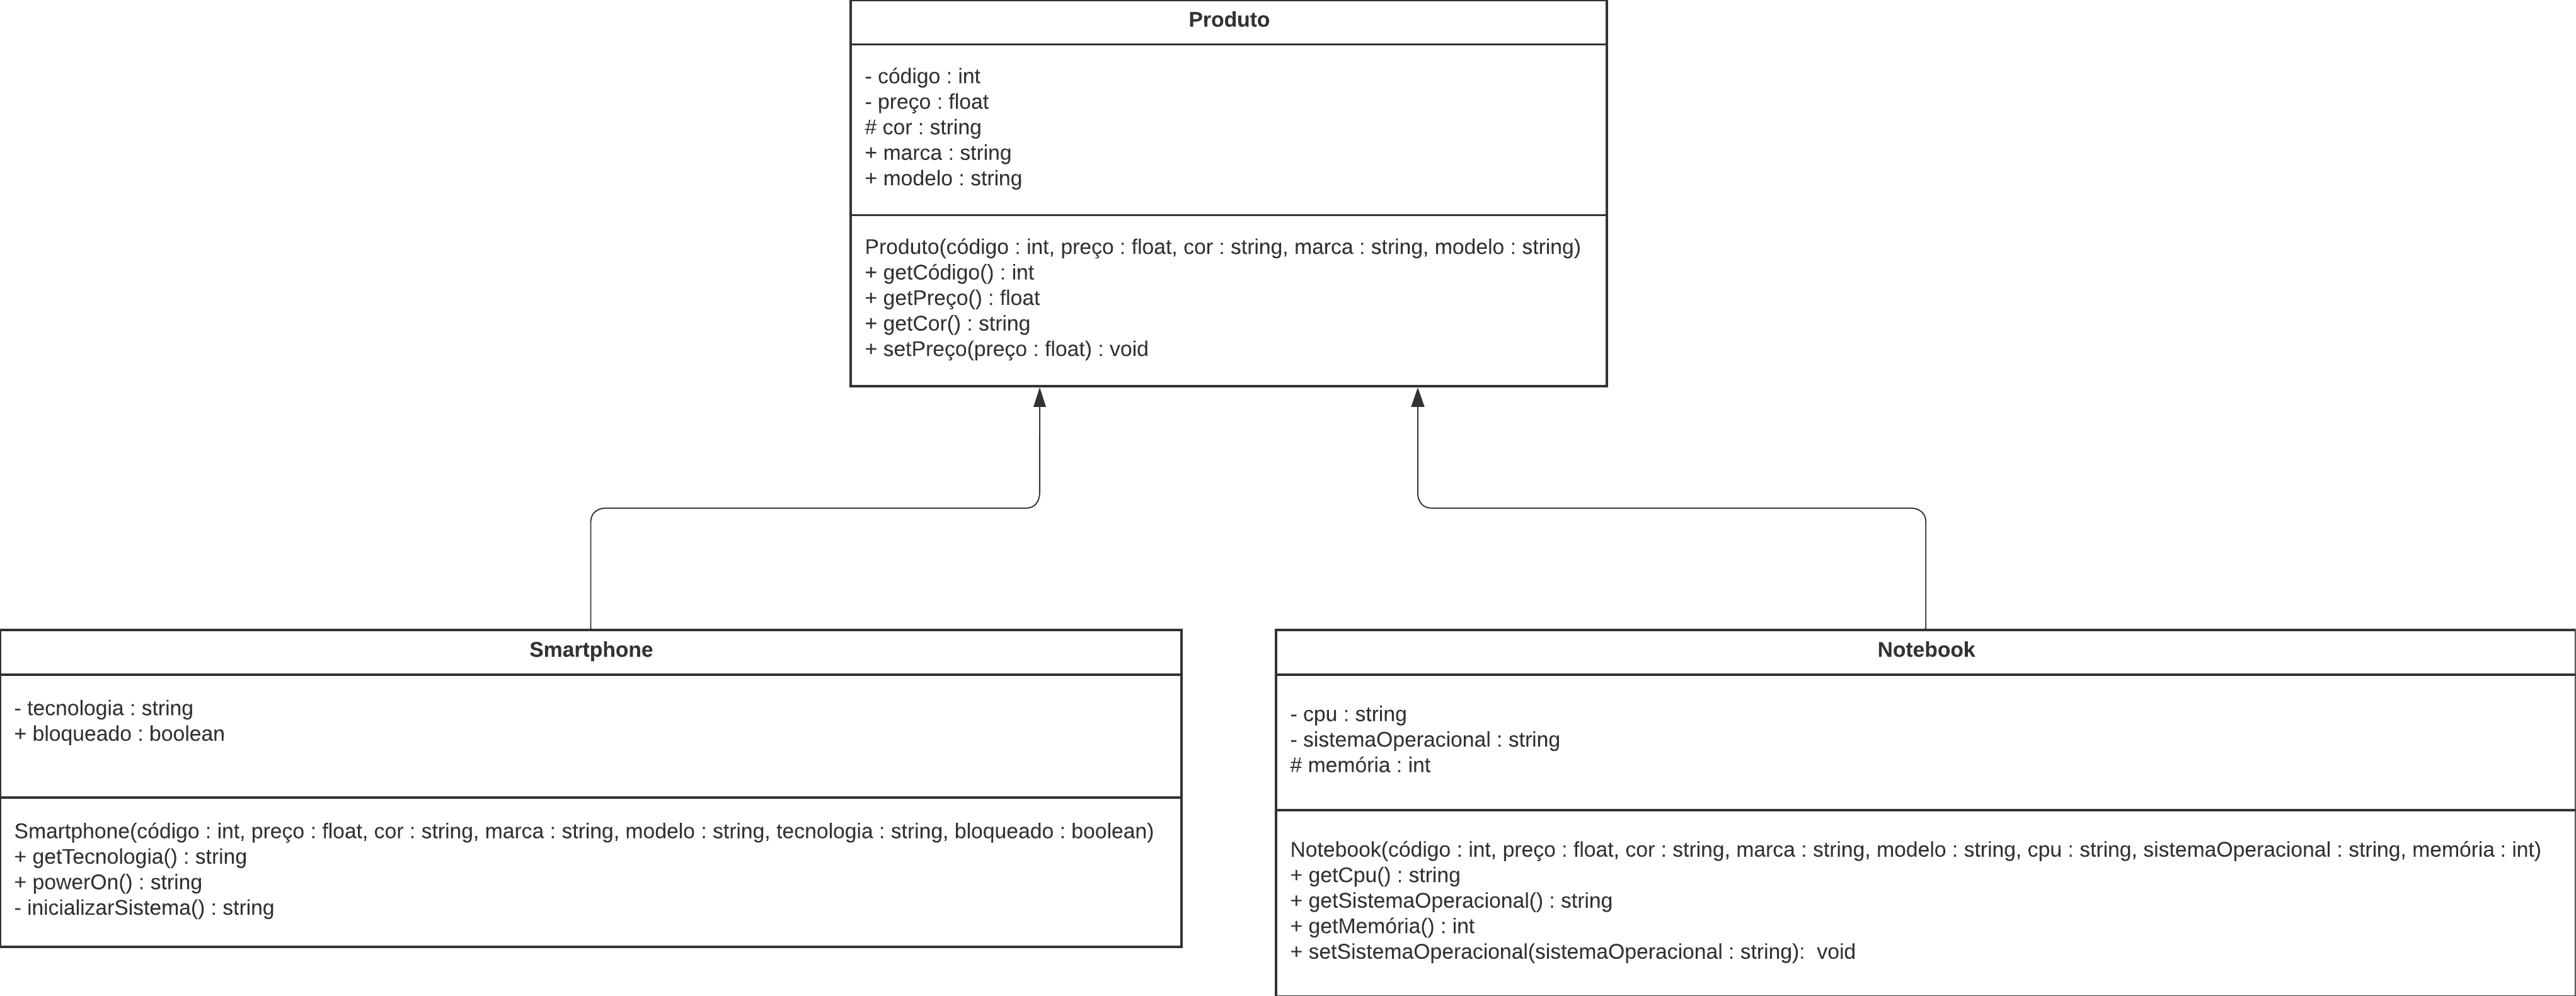 Produto
- código : int
- preço : float
# cor : string
+ marca : string
+ modelo : string
Produto(código : int, preço : float, cor : string, marca : string, modelo : string)
+ getCódigo() : int
+ getPreço() : float
+ getCor() : string
+ setPreço(preço : float) : void
Smartphone
- tecnologia : string
+ bloqueado : boolean
Smartphone(código : int, preço : float, cor : string, marca : string, modelo : string, tecnologia : string, bloqueado : boolean)
+ getTecnologia() : string
+ powerOn() : string
- inicializarSistema() : string
Notebook
- cpu : string
- sistemaOperacional : string
# memória : int
Notebook(código : int, preço : float, cor : string, marca : string, modelo : string, cpu : string, sistemaOperacional : string, memória : int)
+ getCpu() : string
+ getSistemaOperacional() : string
+ getMemória() : int
+ setSistemaOperacional(sistemaOperacional : string):  void